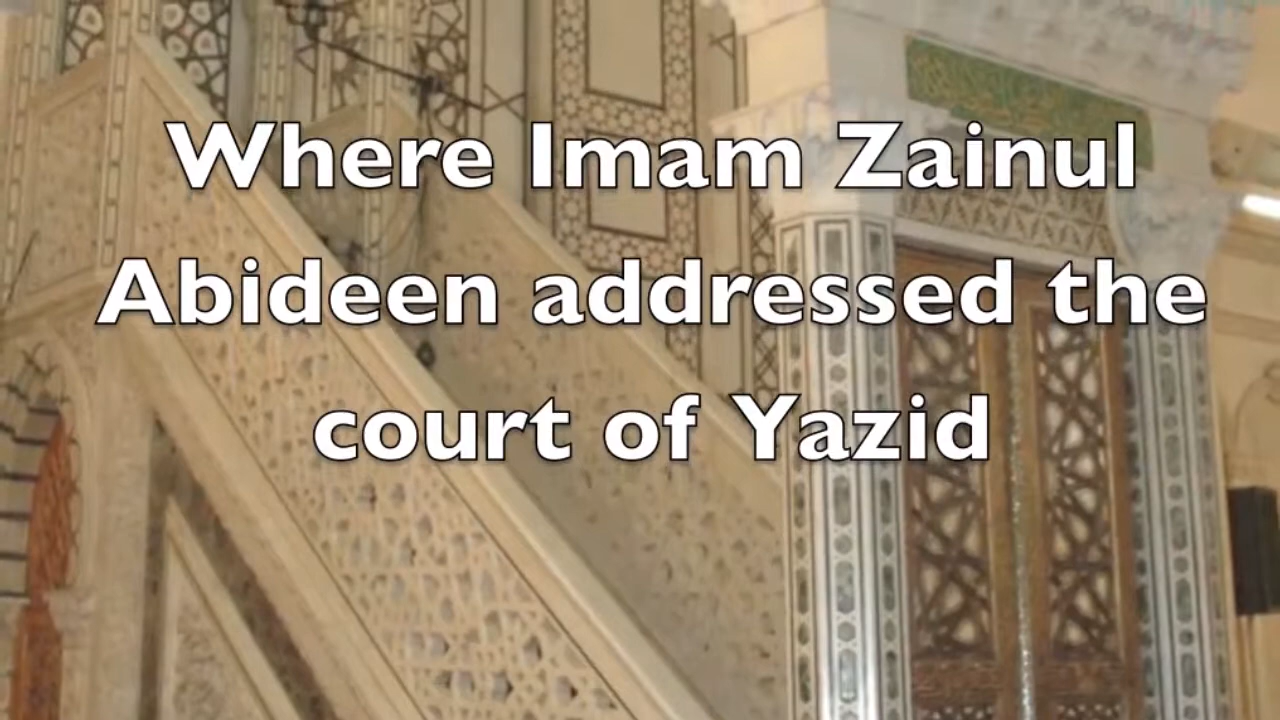 Where Imam Zainul
Abideen addressed the
court of Yazid